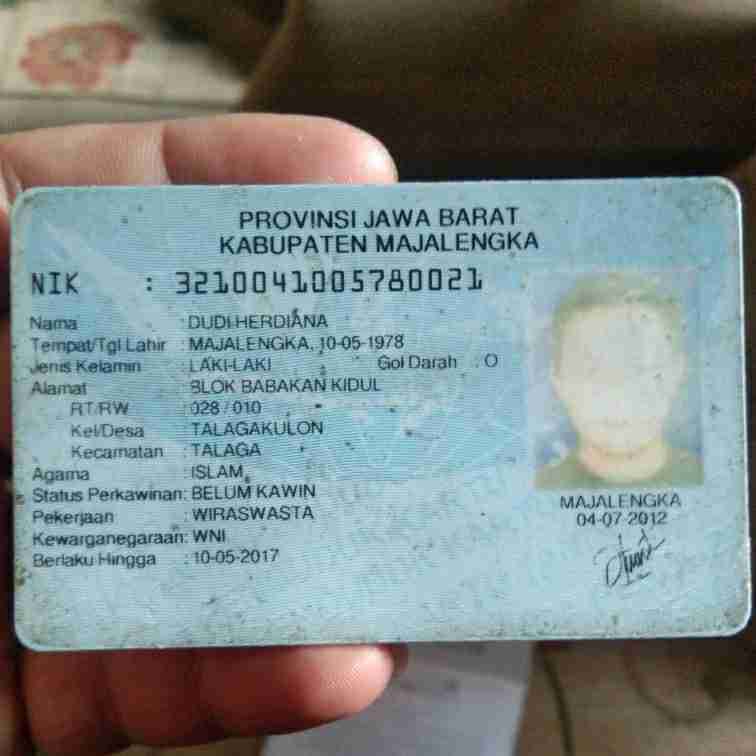 PROVINSI JAWA BARAT
KABUPATEN MAJALENGKA
NIK : 3210041005780021
Nama : DUDI HERDIANA
Tempat/Tgl Lahir : MAJALENGKA, 10-05-1978
Jenis Kelamin : LAKI-LAKI Gol Darah : O
Alamat : BLOK BABAKAN KIDUL
RT/RW : 028 / 010
Kel/Desa : TALAGAKULON
Kecamatan : TALAGA
Agama : ISLAM
Status Perkawinan: BELUM KAWIN
Pekerjaan : WIRASWASTA
Kewarganegaraan: WNI
Berlaku Hingga : 10-05-2017
MAJALENGKA
04-07-2012